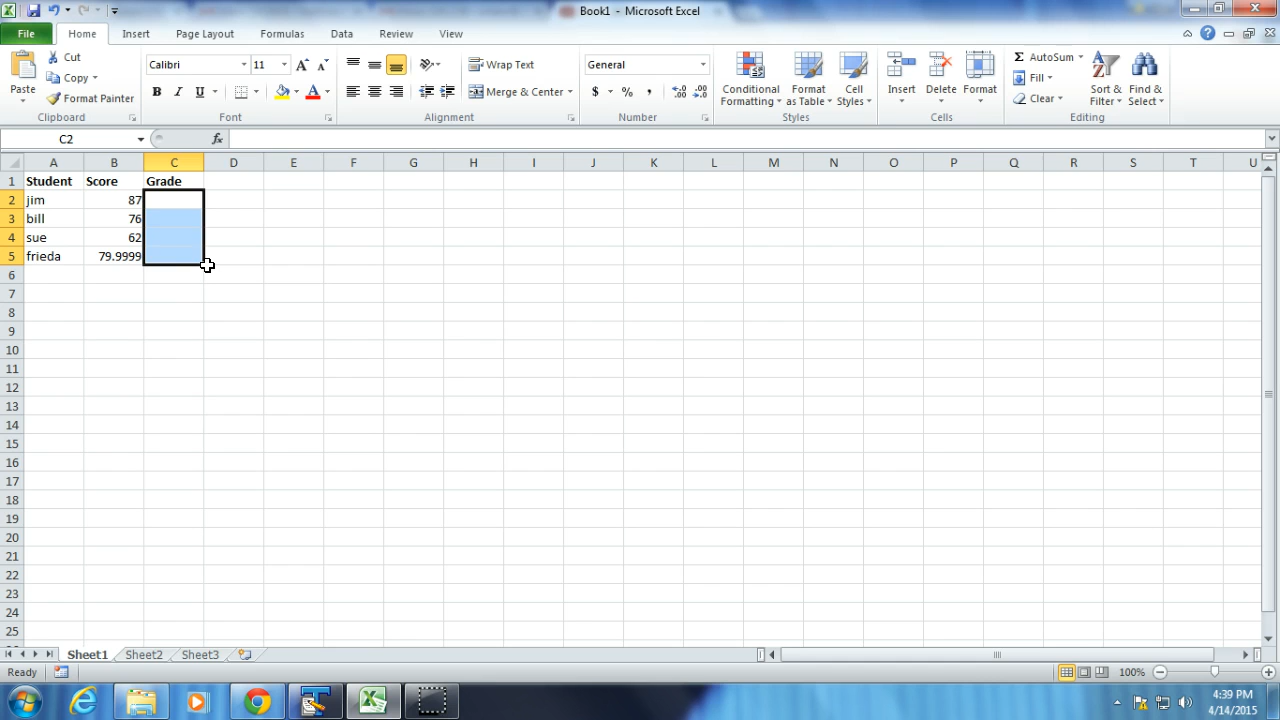 Book1 - Microsoft Excel
File Home Insert Page Layout Formulas Data Review View
Paste
Cut
Copy
Format Painter
Clipboard
Calibri 11 A A
B I U A
Font
Wrap Text
Merge & Center
Alignment
General
$ % , .0 .00 .00 .0
Number
Conditional Formatting
Format as Table
Cell Styles
Styles
Insert Delete Format
Cells
Σ AutoSum
Fill
Clear
Sort & Filter
Find & Select
Editing
C2 fx
A B C D E F G H I J K L M N O P Q R S T U
1 Student Score Grade
2 jim 87
3 bill 76
4 sue 62
5 frieda 79.9999
6
7
8
9
10
11
12
13
14
15
16
17
18
19
20
21
22
23
24
25
Sheet1 Sheet2 Sheet3
Ready 100%
4:39 PM
4/14/2015